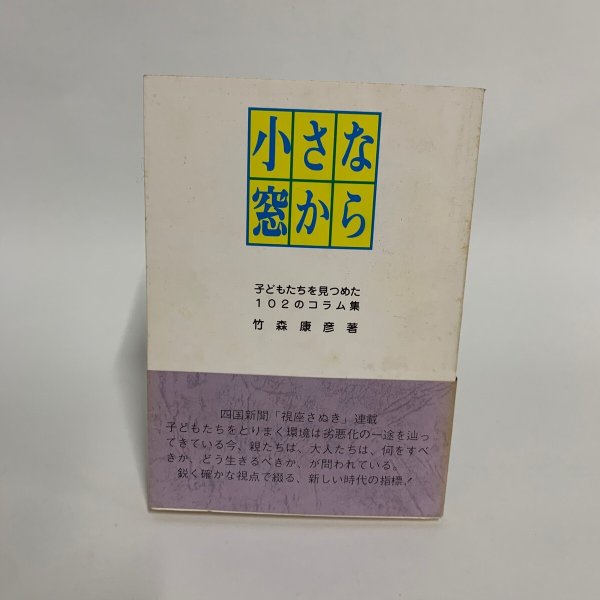 小さな
窓から
子どもたちを見つめた
102のコラム集
竹森康彦著
四国新聞「視座さぬき」連載
子どもたちをとりまく環境は劣悪化の一途を辿っ
てきている今、親たちは、大人たちは、何をすべ
きか、どう生きるべきか、が問われている。
鋭く確かな視点で綴る、新しい時代の指標!